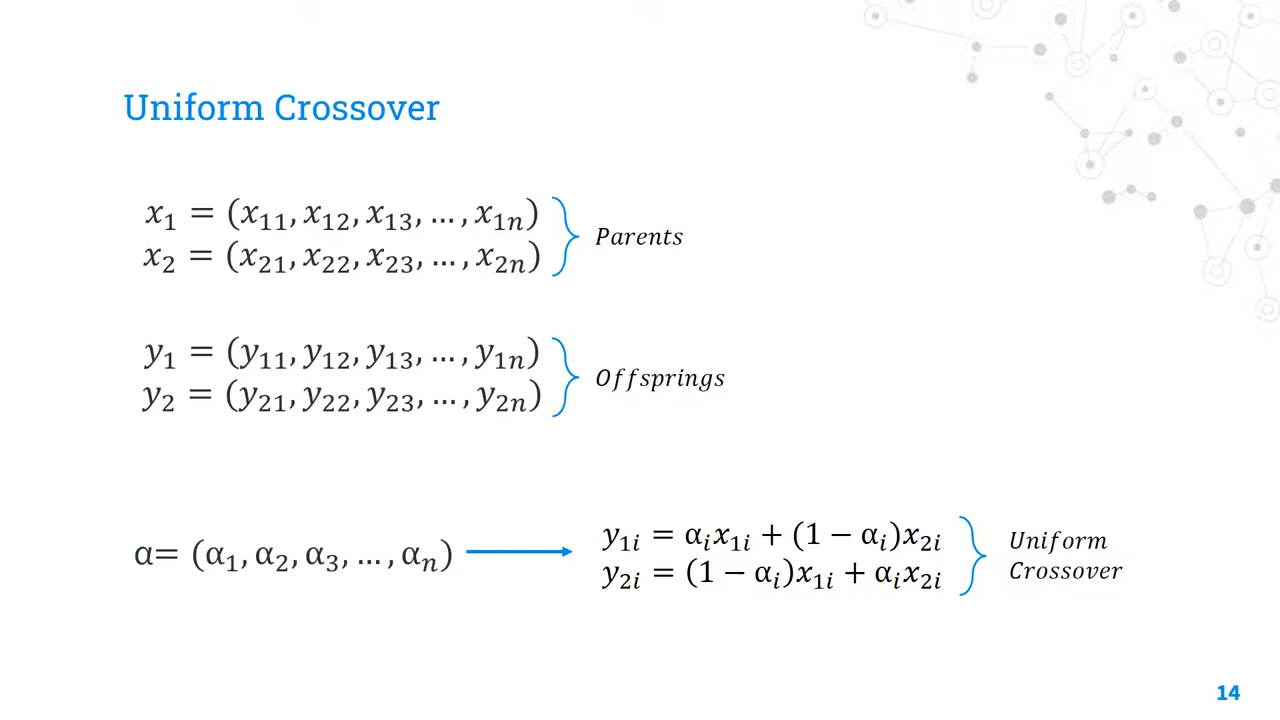 Uniform Crossover
x₁ = (x₁₁, x₁₂, x₁₃, … , x₁ₙ)
x₂ = (x₂₁, x₂₂, x₂₃, … , x₂ₙ)
Parents
y₁ = (y₁₁, y₁₂, y₁₃, … , y₁ₙ)
y₂ = (y₂₁, y₂₂, y₂₃, … , y₂ₙ)
Offsprings
α= (α₁, α₂, α₃, … , αₙ)
y₁ᵢ = αᵢx₁ᵢ + (1 − αᵢ)x₂ᵢ
y₂ᵢ = (1 − αᵢ)x₁ᵢ + αᵢx₂ᵢ
Uniform
Crossover
14